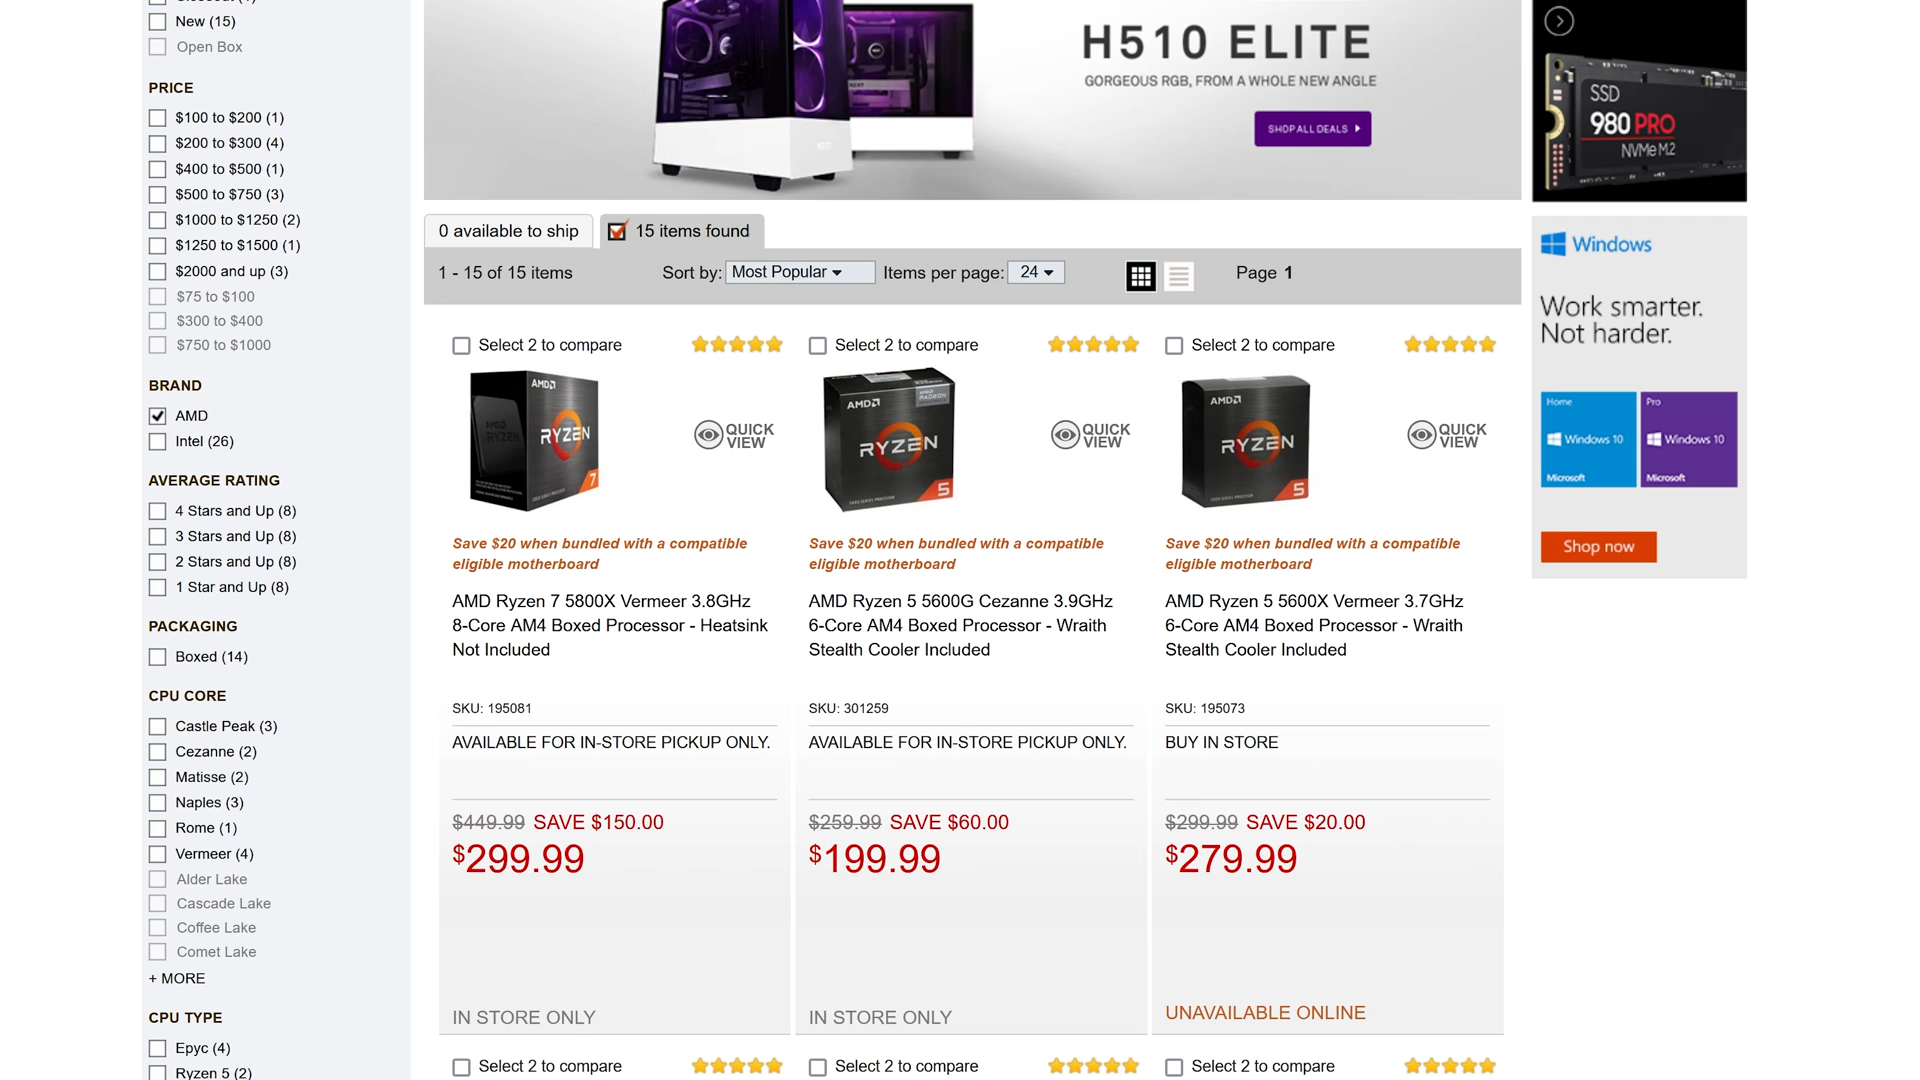 New (15)
Open Box
PRICE
$100 to $200 (1)
$200 to $300 (4)
$400 to $500 (1)
$500 to $750 (3)
$1000 to $1250 (2)
$1250 to $1500 (1)
$2000 and up (3)
$75 to $100
$300 to $400
$750 to $1000
BRAND
AMD
Intel (26)
AVERAGE RATING
4 Stars and Up (8)
3 Stars and Up (8)
2 Stars and Up (8)
1 Star and Up (8)
PACKAGING
Boxed (14)
CPU CORE
Castle Peak (3)
Cezanne (2)
Matisse (2)
Naples (3)
Rome (1)
Vermeer (4)
Alder Lake
Cascade Lake
Coffee Lake
Comet Lake
+ MORE
CPU TYPE
Epyc (4)
Ryzen 5 (2)
H510 ELITE
GORGEOUS RGB, FROM A WHOLE NEW ANGLE
SHOP ALL DEALS
0 available to ship
15 items found
1 - 15 of 15 items
Sort by: Most Popular
Items per page: 24
Page 1
Select 2 to compare
AMD
RYZEN
7
QUICK VIEW
Save $20 when bundled with a compatible
eligible motherboard
AMD Ryzen 7 5800X Vermeer 3.8GHz
8-Core AM4 Boxed Processor - Heatsink
Not Included
SKU: 195081
AVAILABLE FOR IN-STORE PICKUP ONLY.
$449.99 SAVE $150.00
$299.99
IN STORE ONLY
Select 2 to compare
AMD
RADEON
RYZEN
5
QUICK VIEW
Save $20 when bundled with a compatible
eligible motherboard
AMD Ryzen 5 5600G Cezanne 3.9GHz
6-Core AM4 Boxed Processor - Wraith
Stealth Cooler Included
SKU: 301259
AVAILABLE FOR IN-STORE PICKUP ONLY.
$259.99 SAVE $60.00
$199.99
IN STORE ONLY
Select 2 to compare
AMD
RYZEN
5
QUICK VIEW
Save $20 when bundled with a compatible
eligible motherboard
AMD Ryzen 5 5600X Vermeer 3.7GHz
6-Core AM4 Boxed Processor - Wraith
Stealth Cooler Included
SKU: 195073
BUY IN STORE
$299.99 SAVE $20.00
$279.99
UNAVAILABLE ONLINE
Select 2 to compare
Select 2 to compare
Select 2 to compare
SSD
980 PRO
NVMe M.2
Windows
Work smarter.
Not harder.
Home
Windows 10
Microsoft
Pro
Windows 10
Microsoft
Shop now